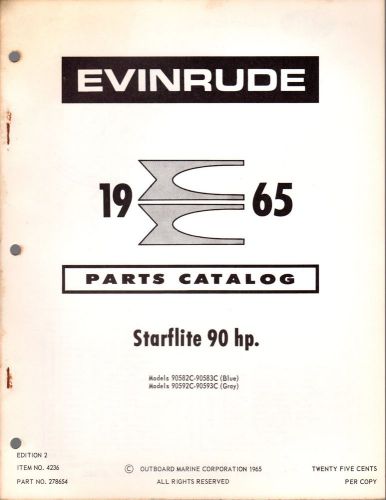 EVINRUDE
19 65
PARTS CATALOG
Starflite 90 hp.
Models 90582C-90583C (Blue)
Models 90592C-90593C (Gray)
EDITION 2
ITEM NO. 4236
PART NO. 278654
© OUTBOARD MARINE CORPORATION 1965
ALL RIGHTS RESERVED
TWENTY FIVE CENTS
PER COPY